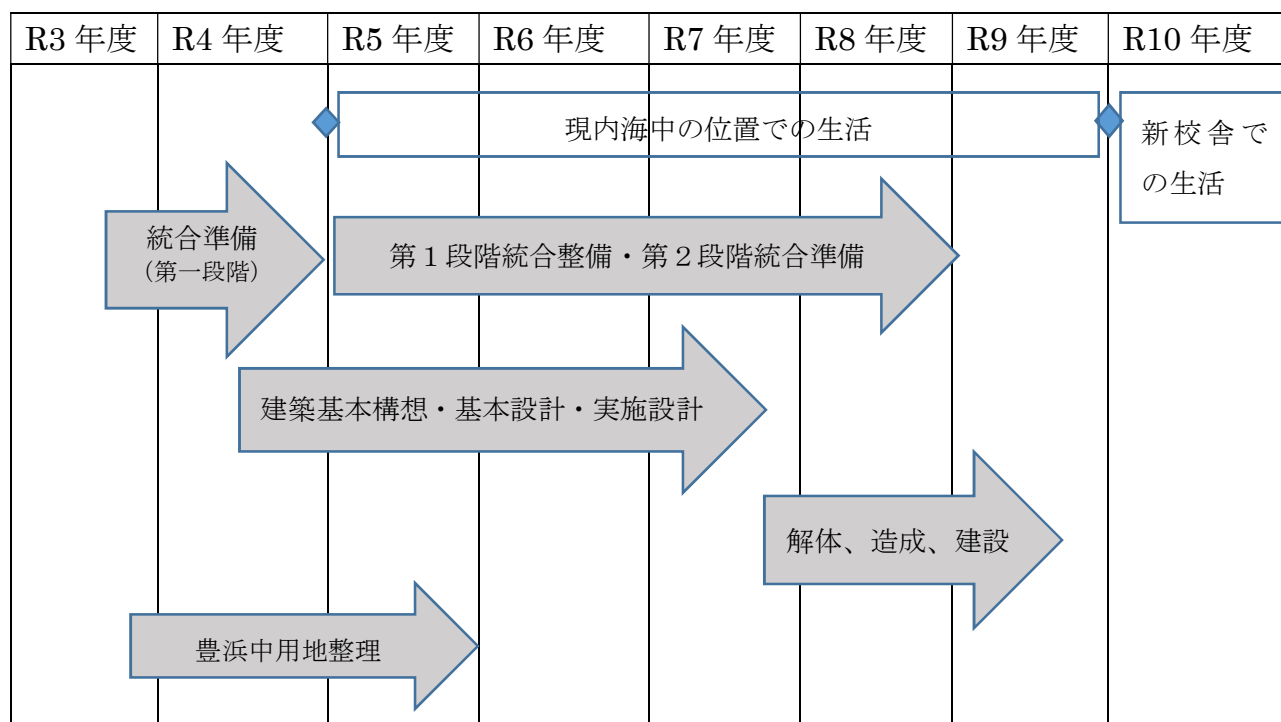 R3 年度 R4 年度 R5 年度 R6 年度 R7 年度 R8 年度 R9 年度 R10 年度
現内海中の位置での生活
新校舎で
の生活
統合準備
(第一段階)
第１段階統合整備・第２段階統合準備
建築基本構想・基本設計・実施設計
解体、造成、建設
豊浜中用地整理